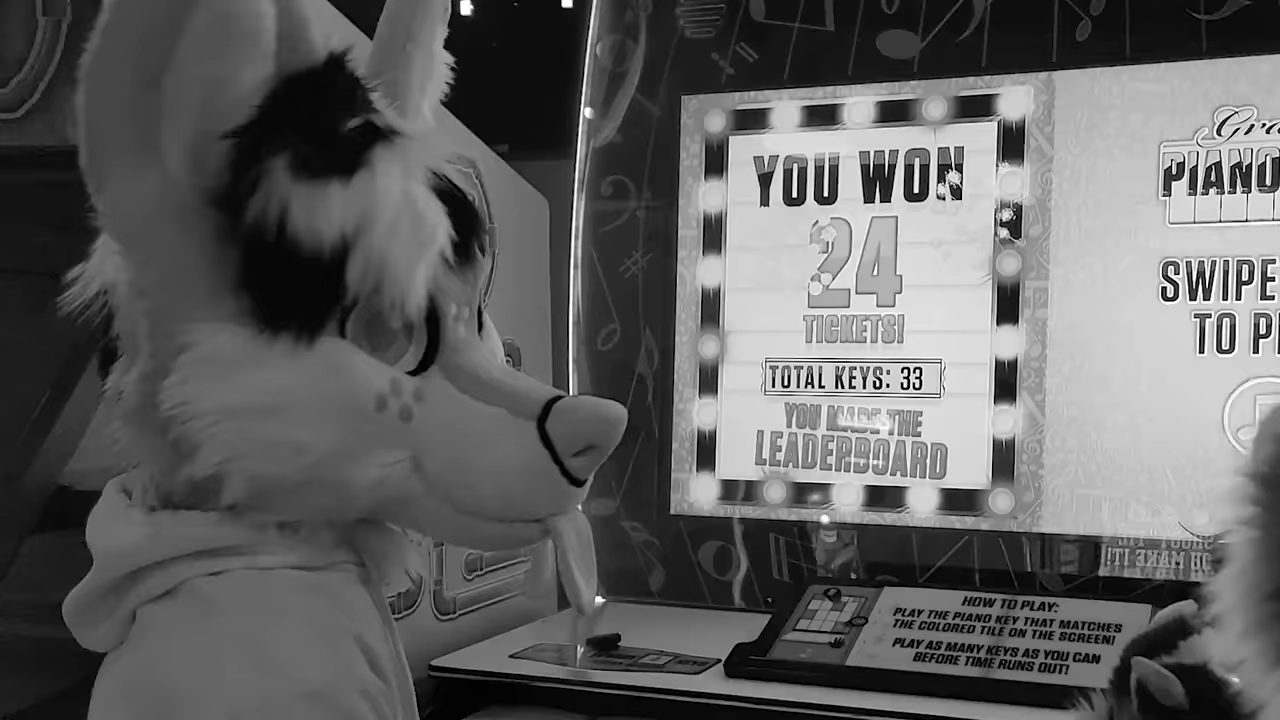 YOU WON
24
TICKETS!
TOTAL KEYS: 33
YOU MADE THE
LEADERBOARD
PIANO
SWIPE
TO
HOW TO PLAY:
PLAY THE PIANO KEY THAT MATCHES
THE COLORED TILE ON THE SCREEN!
PLAY AS MANY KEYS AS YOU CAN
BEFORE TIME RUNS OUT!